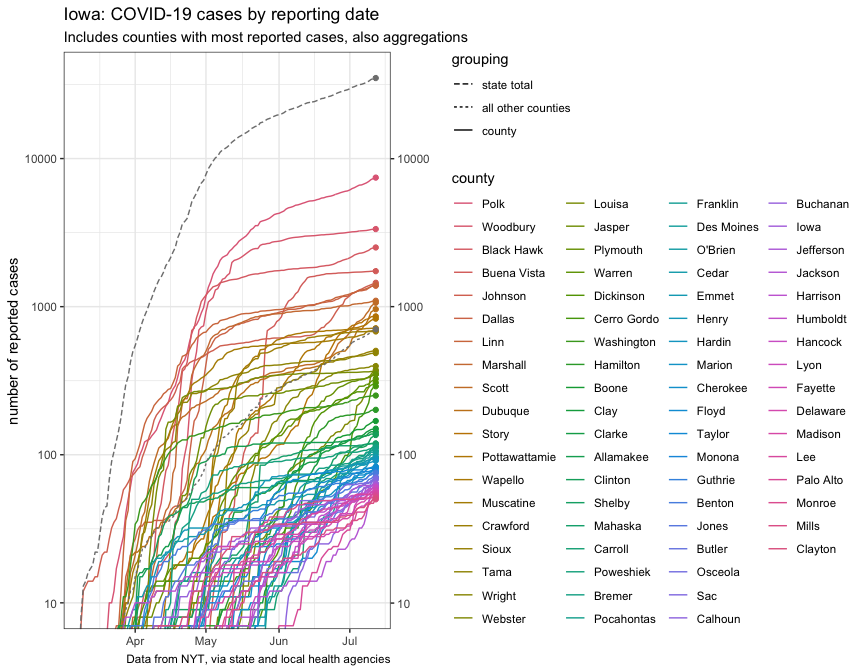 Iowa: COVID-19 cases by reporting date
Includes counties with most reported cases, also aggregations
number of reported cases
10000
1000
100
10
10000
1000
100
10
Apr
May
Jun
Jul
Data from NYT, via state and local health agencies
grouping
state total
all other counties
county
county
Polk
Woodbury
Black Hawk
Buena Vista
Johnson
Dallas
Linn
Marshall
Scott
Dubuque
Story
Pottawattamie
Wapello
Muscatine
Crawford
Sioux
Tama
Wright
Webster
Louisa
Jasper
Plymouth
Warren
Dickinson
Cerro Gordo
Washington
Hamilton
Boone
Clay
Clarke
Allamakee
Clinton
Shelby
Mahaska
Carroll
Poweshiek
Bremer
Pocahontas
Franklin
Des Moines
O'Brien
Cedar
Emmet
Henry
Hardin
Marion
Cherokee
Floyd
Taylor
Monona
Guthrie
Benton
Jones
Butler
Osceola
Sac
Calhoun
Buchanan
Iowa
Jefferson
Jackson
Harrison
Humboldt
Hancock
Lyon
Fayette
Delaware
Madison
Lee
Palo Alto
Monroe
Mills
Clayton